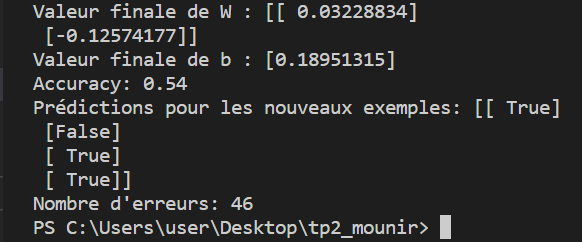 Valeur finale de W : [[ 0.03228834]
 [-0.12574177]]
Valeur finale de b : [0.18951315]
Accuracy: 0.54
Prédictions pour les nouveaux exemples: [[ True]
 [False]
 [ True]
 [ True]]
Nombre d'erreurs: 46
PS C:\Users\user\Desktop\tp2_mounir>